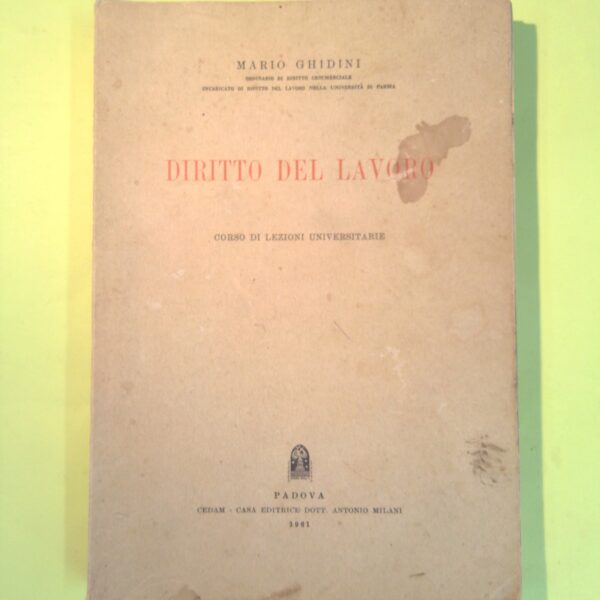 MARIO GHIDINI
ORDINARIO DI DIRITTO COMMERCIALE
INCARICATO DI DIRITTO DEL LAVORO NELLA UNIVERSITÀ DI PARMA
DIRITTO DEL LAVORO
CORSO DI LEZIONI UNIVERSITARIE
PADOVA
CEDAM - CASA EDITRICE DOTT. ANTONIO MILANI
1961